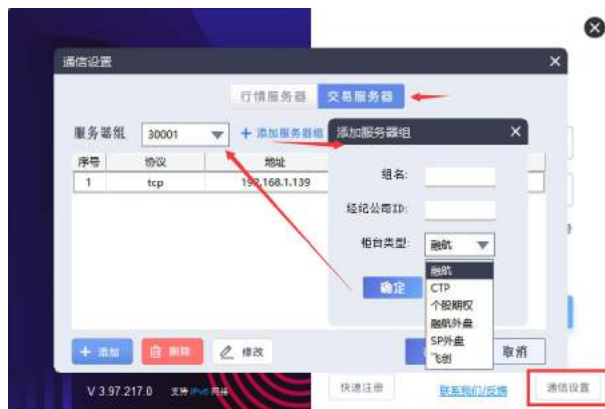 通信设置
行情服务器 交易服务器
服务器组 30001 + 添加服务器组
序号 协议 地址
1 tcp 192.168.1.139
添加服务器组
组名:
经纪公司ID:
柜台类型: 融航
融航
CTP
个股期权
融航外盘
SP外盘
飞创
确定
+ 添加 删除 修改
取消
V 3.97.217.0 支持 IPv6 网络
快速注册 联系我们/反馈 通信设置